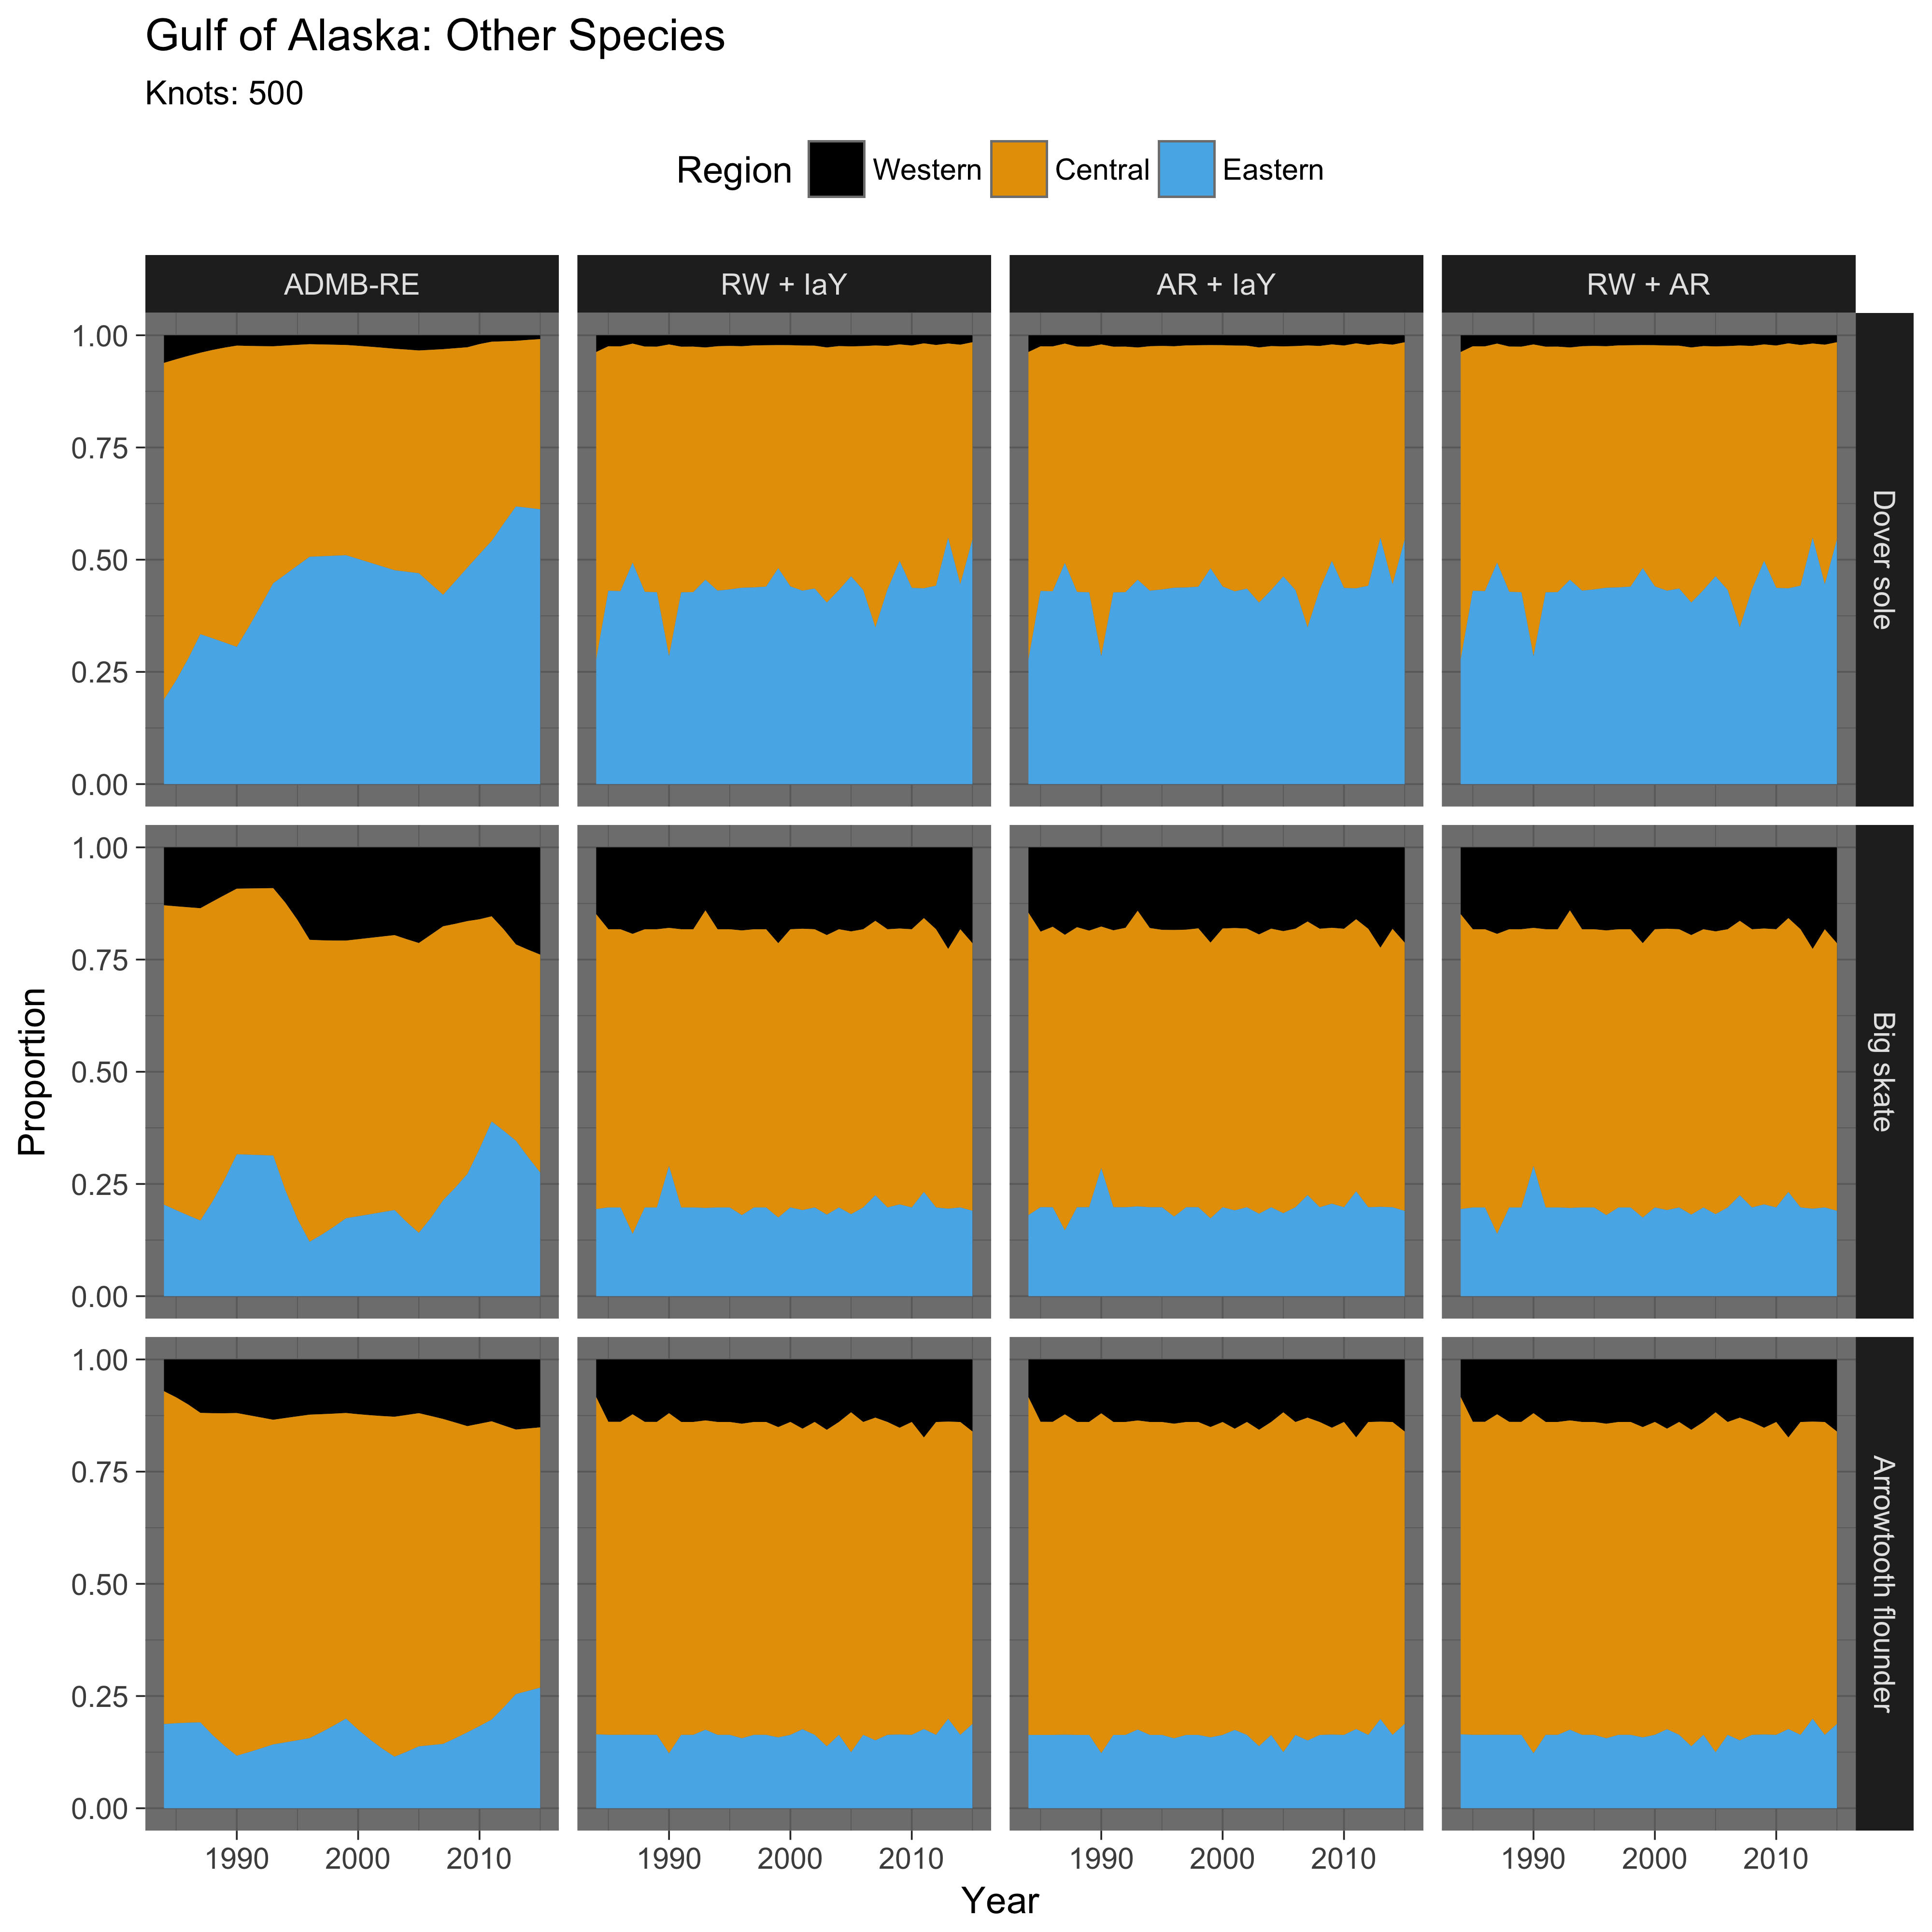 Gulf of Alaska: Other Species
Knots: 500
Region Western Central Eastern
ADMB-RE RW + IaY AR + IaY RW + AR
1.00
0.75
0.50
0.25
0.00
Dover sole
1.00
0.75
0.50
0.25
0.00
Big skate
1.00
0.75
0.50
0.25
0.00
Arrowtooth flounder
Proportion
1990 2000 2010 1990 2000 2010 1990 2000 2010 1990 2000 2010
Year